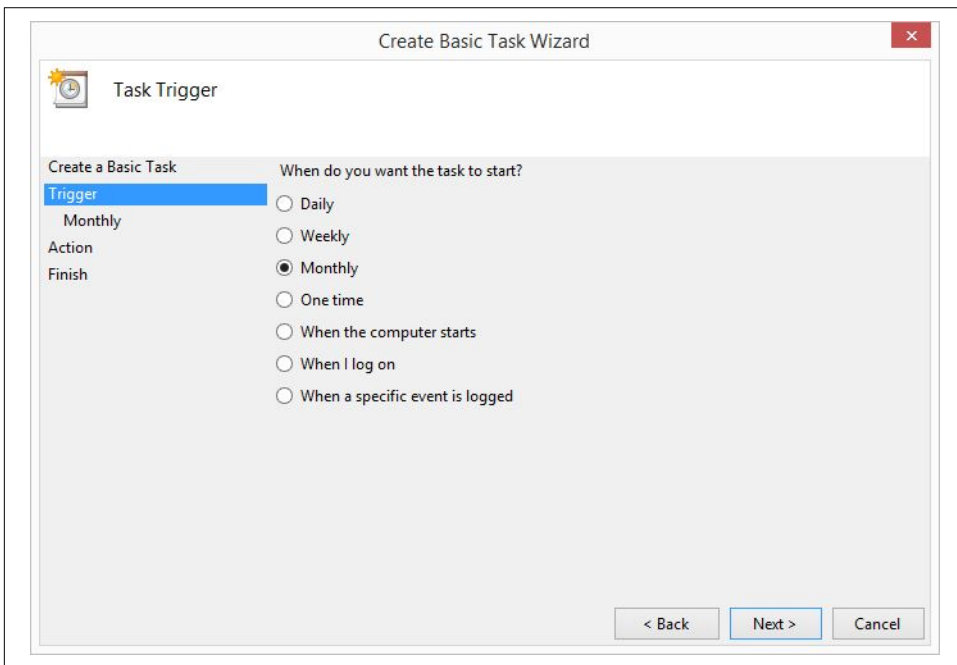 Create Basic Task Wizard
Task Trigger
Create a Basic Task
Trigger
Monthly
Action
Finish
When do you want the task to start?
Daily
Weekly
Monthly
One time
When the computer starts
When I log on
When a specific event is logged
< Back
Next >
Cancel